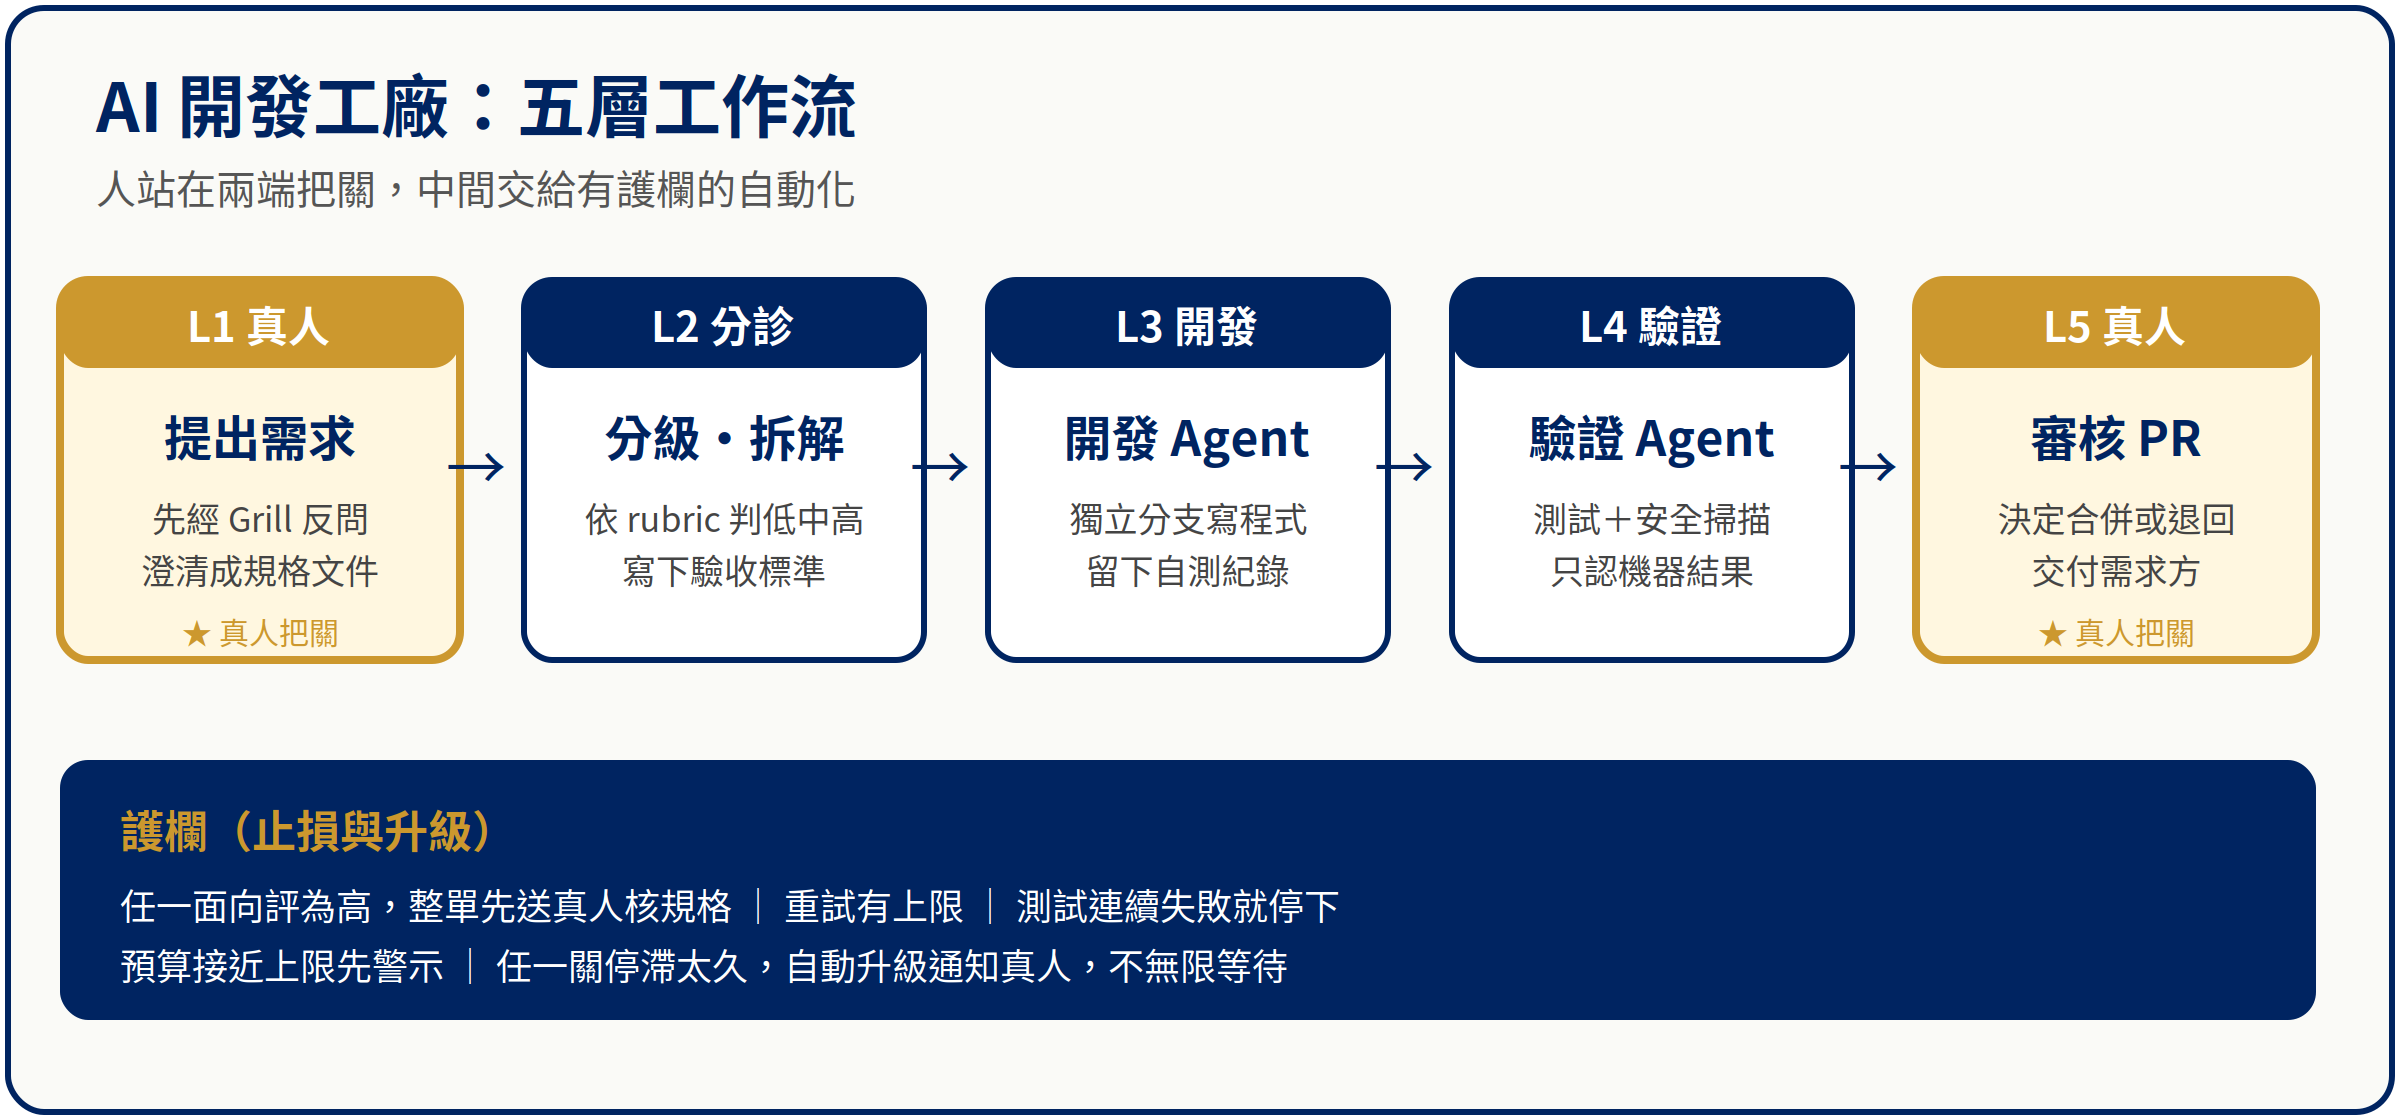 AI 開發工廠：五層工作流
人站在兩端把關，中間交給有護欄的自動化
L1 真人
提出需求
先經 Grill 反問
澄清成規格文件
★ 真人把關
→
L2 分診
分級・拆解
依 rubric 判低中高
寫下驗收標準
→
L3 開發
開發 Agent
獨立分支寫程式
留下自測紀錄
→
L4 驗證
驗證 Agent
測試＋安全掃描
只認機器結果
→
L5 真人
審核 PR
決定合併或退回
交付需求方
★ 真人把關
護欄（止損與升級）
任一面向評為高，整單先送真人核規格｜重試有上限｜測試連續失敗就停下
預算接近上限先警示｜任一關停滯太久，自動升級通知真人，不無限等待